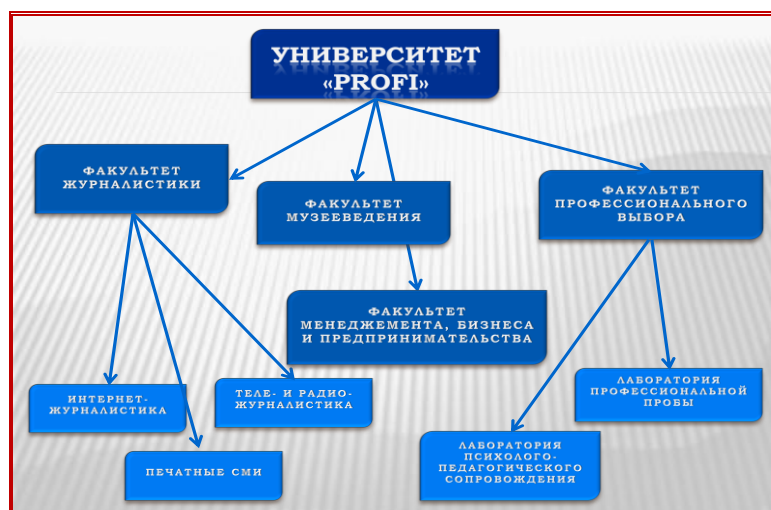 УНИВЕРСИТЕТ
«PROFI»
ФАКУЛЬТЕТ
ЖУРНАЛИСТИКИ
ФАКУЛЬТЕТ
МУЗЕЕВЕДЕНИЯ
ФАКУЛЬТЕТ
ПРОФЕССИОНАЛЬНОГО
ВЫБОРА
ФАКУЛЬТЕТ
МЕНЕДЖЕМЕНТА, БИЗНЕСА
И ПРЕДПРИНИМАТЕЛЬСТВА
ИНТЕРНЕТ-
ЖУРНАЛИСТИКА
ТЕЛЕ- И РАДИО-
ЖУРНАЛИСТИКА
ЛАБОРАТОРИЯ
ПРОФЕССИОНАЛЬНОЙ
ПРОБЫ
ПЕЧАТНЫЕ СМИ
ЛАБОРАТОРИЯ
ПСИХОЛОГО-
ПЕДАГОГИЧЕСКОГО
СОПРОВОЖДЕНИЯ